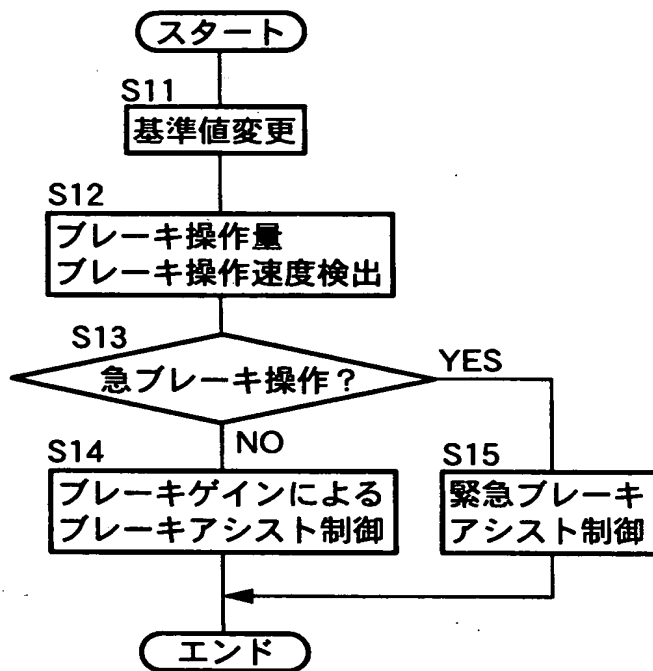 スタート
S11
基準値変更
S12
ブレーキ操作量
ブレーキ操作速度検出
S13
急ブレーキ操作？
YES
NO
S14
ブレーキゲインによる
ブレーキアシスト制御
S15
緊急ブレーキ
アシスト制御
エンド